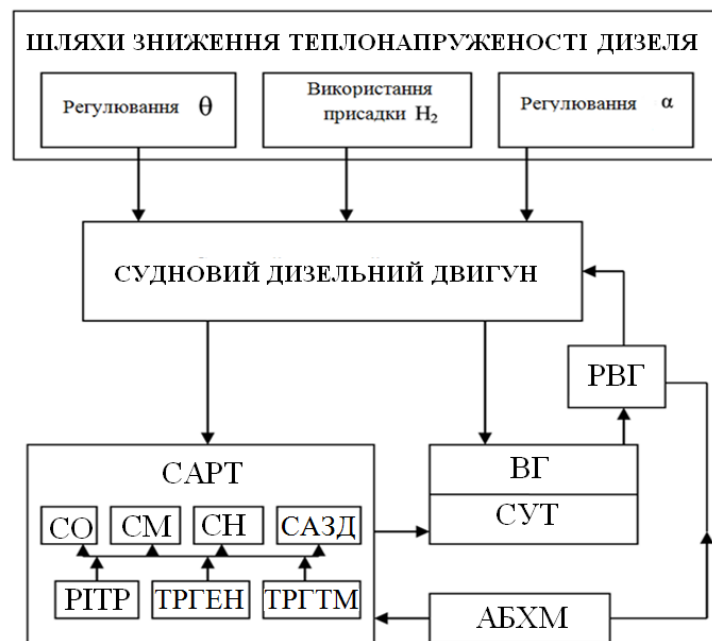 ШЛЯХИ ЗНИЖЕННЯ ТЕПЛОНАПРУЖЕНОСТІ ДИЗЕЛЯ
Регулювання θ
Використання
присадки H₂
Регулювання α
СУДНОВИЙ ДИЗЕЛЬНИЙ ДВИГУН
РВГ
САРТ
ВГ
СО
СМ
СН
САЗД
СУТ
РІТР
ТРГЕН
ТРГТМ
АБХМ